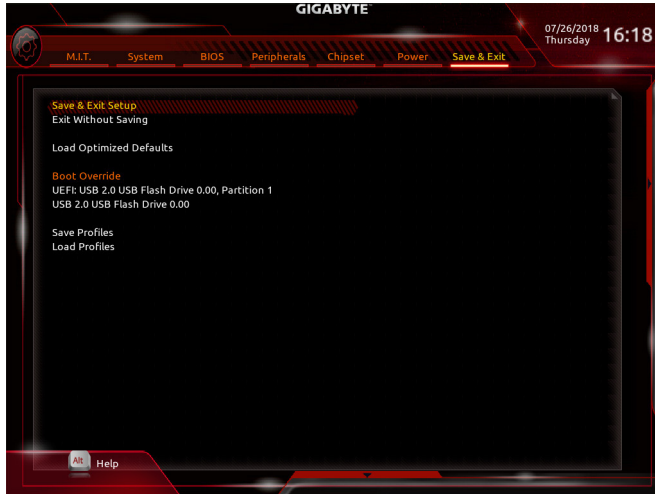 GIGABYTE™
07/26/2018
Thursday
16:18
M.I.T. System BIOS Peripherals Chipset Power Save & Exit
Save & Exit Setup
Exit Without Saving
Load Optimized Defaults
Boot Override
UEFI: USB 2.0 USB Flash Drive 0.00, Partition 1
USB 2.0 USB Flash Drive 0.00
Save Profiles
Load Profiles
Alt Help